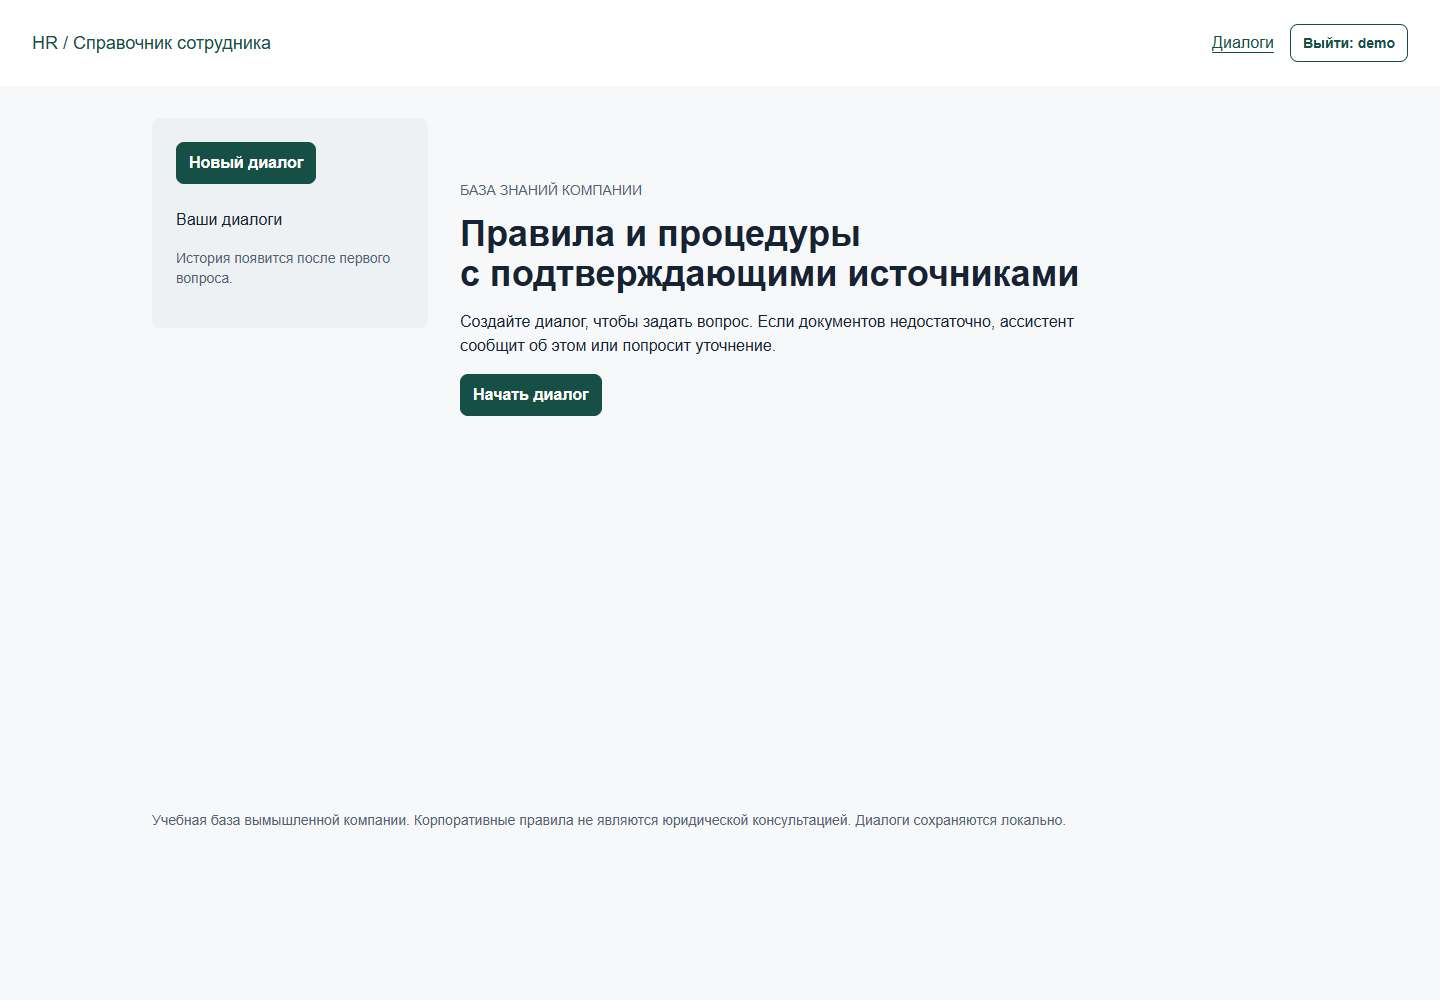 HR / Справочник сотрудника
Диалоги
Выйти: demo
Новый диалог
Ваши диалоги
История появится после первого
вопроса.
БАЗА ЗНАНИЙ КОМПАНИИ
Правила и процедуры
с подтверждающими источниками
Создайте диалог, чтобы задать вопрос. Если документов недостаточно, ассистент
сообщит об этом или попросит уточнение.
Начать диалог
Учебная база вымышленной компании. Корпоративные правила не являются юридической консультацией. Диалоги сохраняются локально.